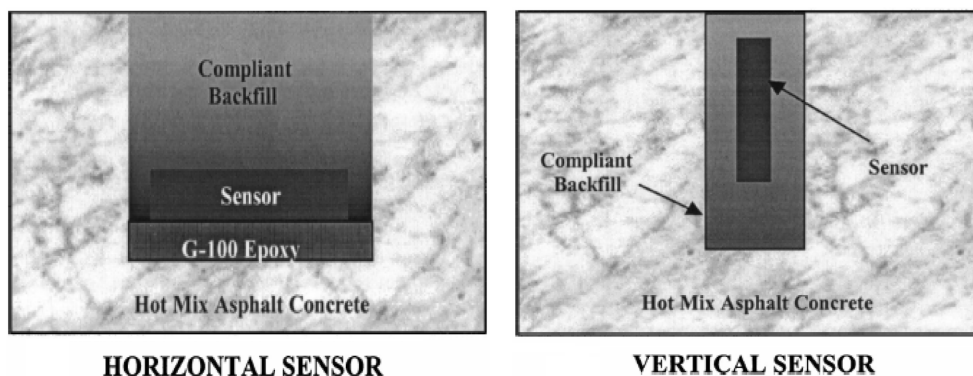 Compliant
Backfill
Sensor
G-100 Epoxy
Hot Mix Asphalt Concrete
HORIZONTAL SENSOR
Compliant
Backfill
Sensor
Hot Mix Asphalt Concrete
VERTICAL SENSOR